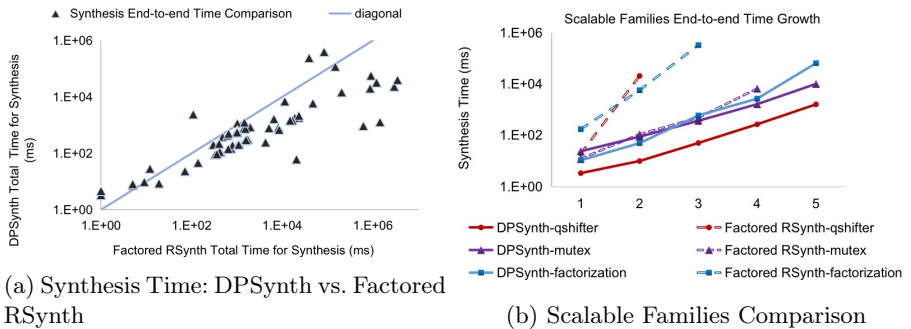 Synthesis End-to-end Time Comparison
diagonal
DPSynth Total Time for Synthesis
(ms)
1.E+06
1.E+04
1.E+02
1.E+00
1.E+00
1.E+02
1.E+04
1.E+06
Factored RSynth Total Time for Synthesis (ms)
(a) Synthesis Time: DPSynth vs. Factored
RSynth
Scalable Families End-to-end Time Growth
Synthesis Time (ms)
1.E+06
1.E+04
1.E+02
1.E+00
1
2
3
4
5
DPSynth-qshifter
Factored RSynth-qshifter
DPSynth-mutex
Factored RSynth-mutex
DPSynth-factorization
Factored RSynth-factorization
(b) Scalable Families Comparison